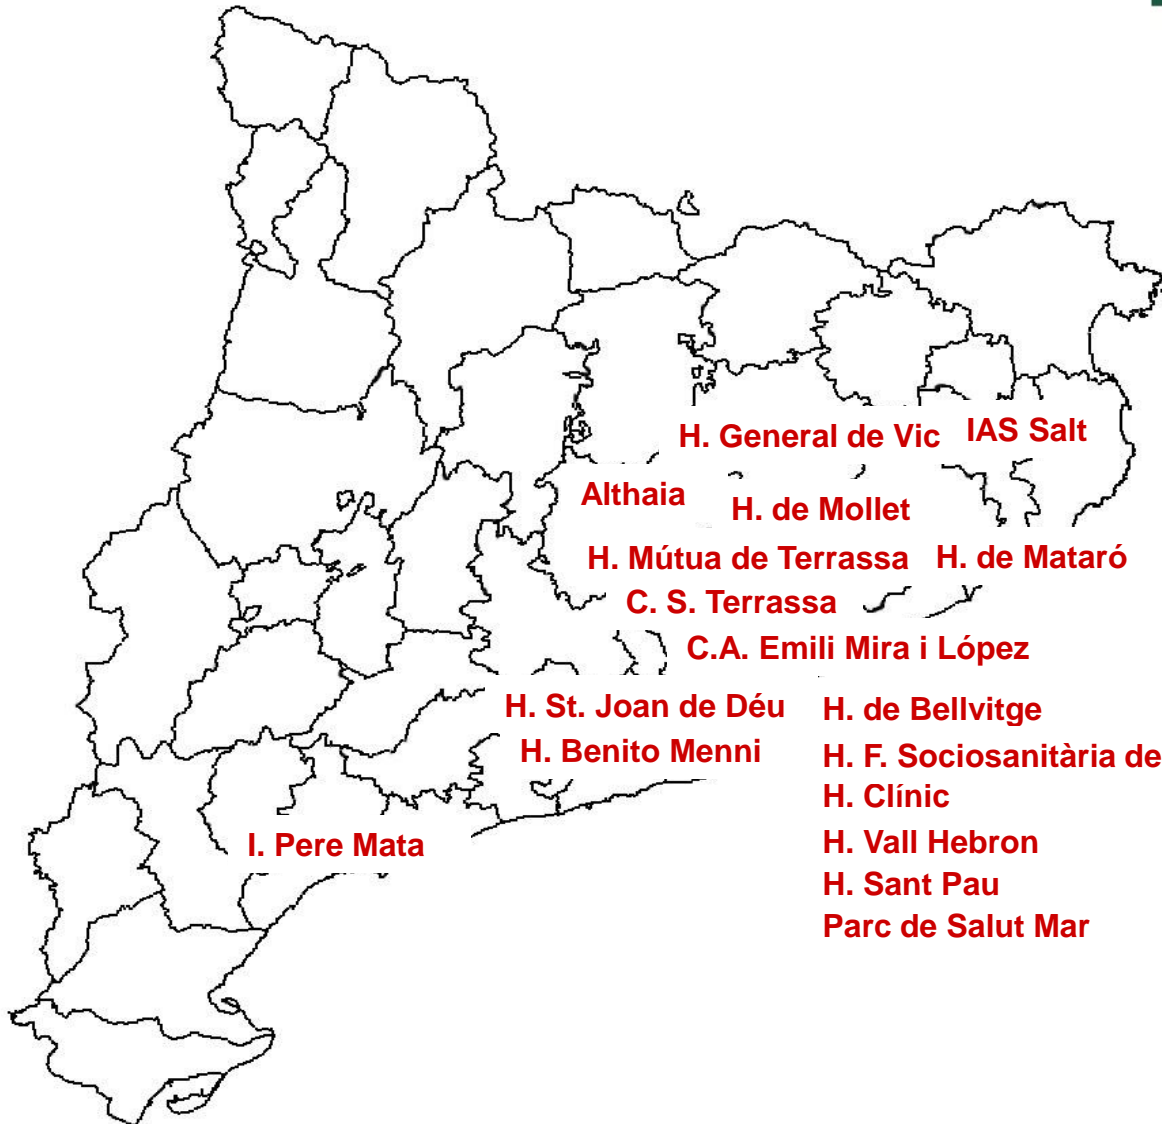 H. General de Vic
IAS Salt
Althaia
H. de Mollet
H. Mútua de Terrassa
H. de Mataró
C. S. Terrassa
C.A. Emili Mira i López
H. St. Joan de Déu
H. de Bellvitge
H. Benito Menni
H. F. Sociosanitària de
H. Clínic
I. Pere Mata
H. Vall Hebron
H. Sant Pau
Parc de Salut Mar